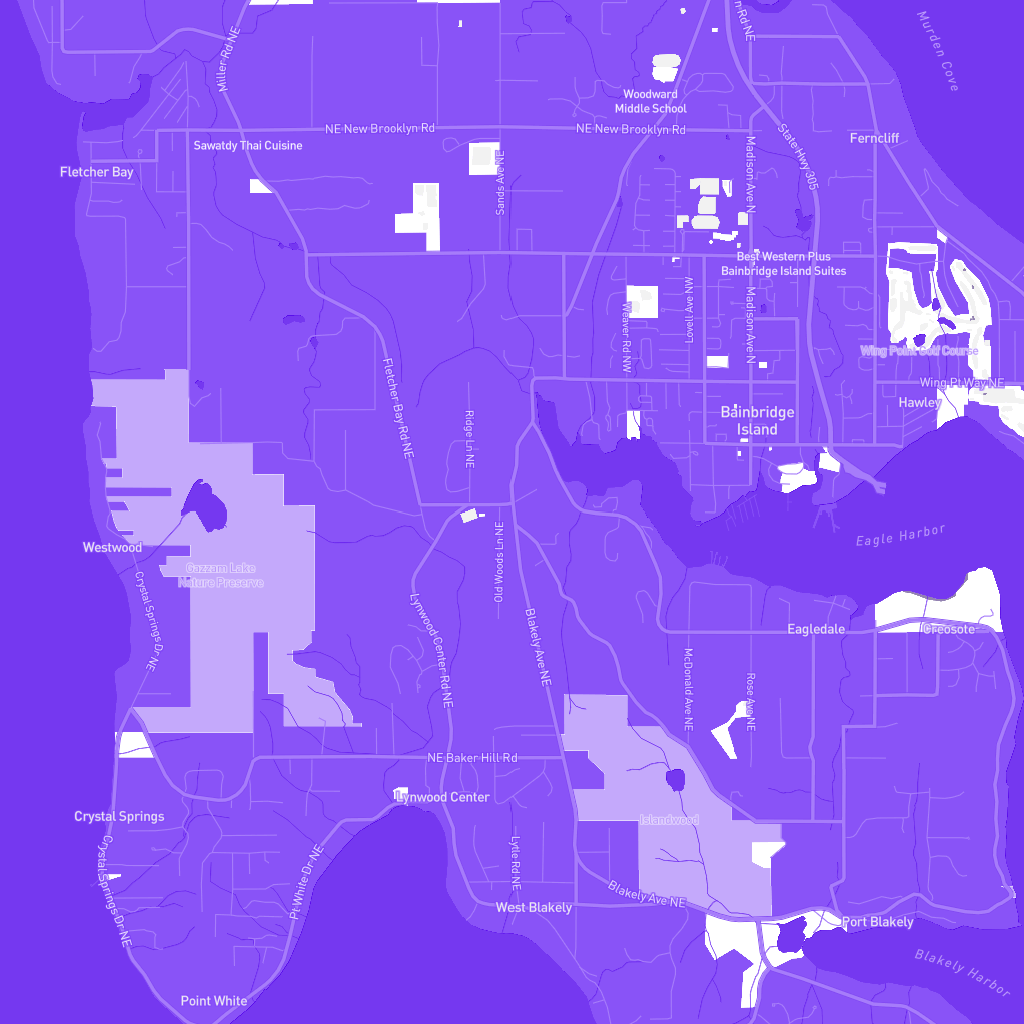 Miller Rd NE
n Rd NE
Murden Cove
Woodward
Middle School
NE New Brooklyn Rd
NE New Brooklyn Rd
Sawatdy Thai Cuisine
State Hwy 305
Ferncliff
Fletcher Bay
Sands Ave NE
Madison Ave N
Best Western Plus
Bainbridge Island Suites
Weaver Rd NW
Lovell Ave NW
Madison Ave N
Wing Point Golf Course
Fletcher Bay Rd NE
Wing Pt Way NE
Hawley
Bainbridge
Island
Ridge Ln NE
Eagle Harbor
Westwood
Old Woods Ln NE
Gazzam Lake
Nature Preserve
Crystal Springs Dr NE
Lynwood Center Rd NE
Blakely Ave NE
Eagledale
Creosote
McDonald Ave NE
Rose Ave NE
NE Baker Hill Rd
Lynwood Center
Crystal Springs
Islandwood
Crystal Springs Dr NE
Pt White Dr NE
Lytle Rd NE
Blakely Ave NE
West Blakely
Port Blakely
Blakely Harbor
Point White